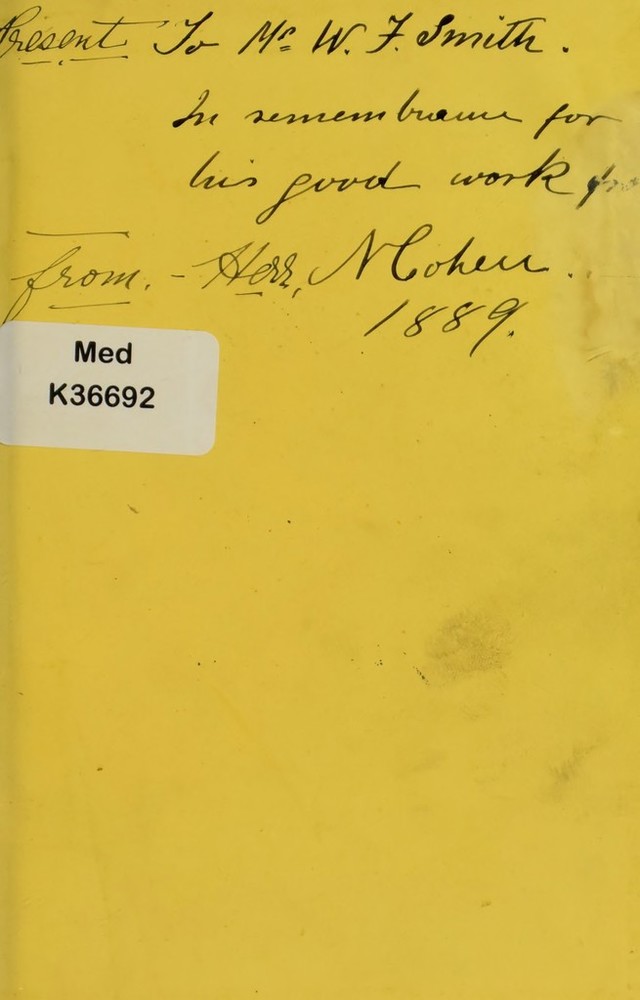 Present To Mr W. F. Smith.
In remembrance for
his good work
from. - Herr, N Cohen.
1889.
Med
K36692